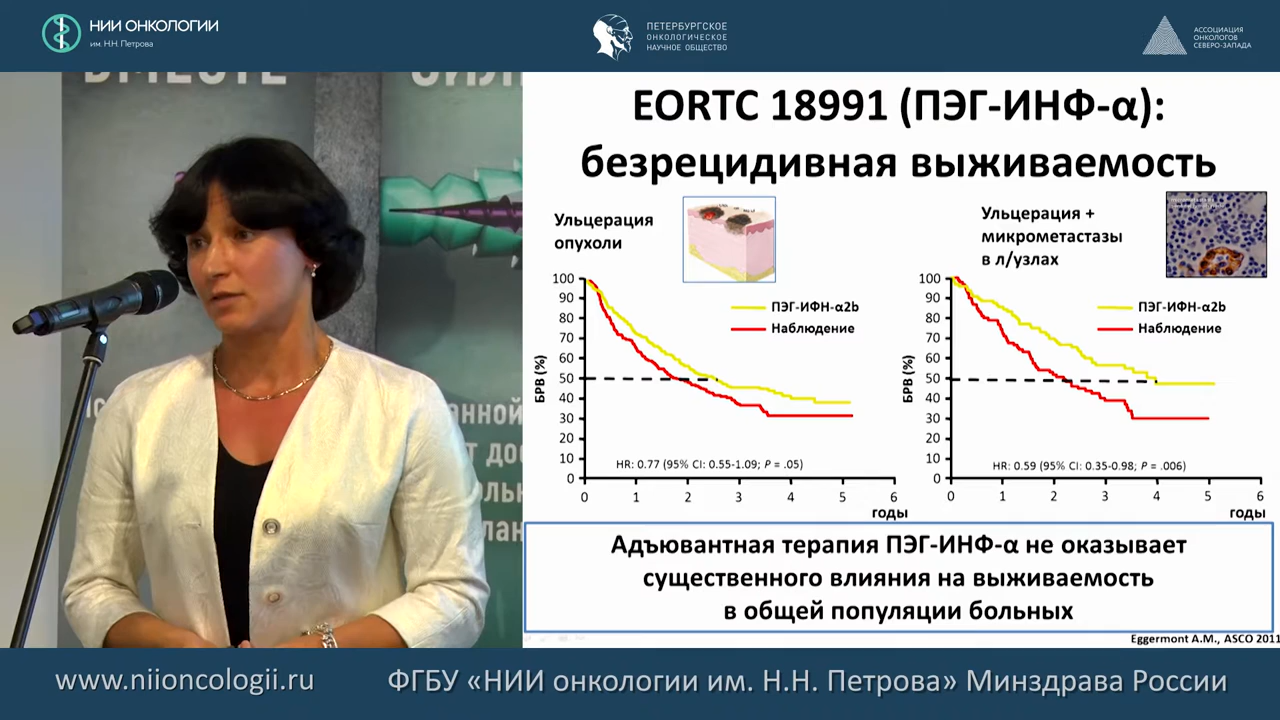 НИИ ОНКОЛОГИИ
им. Н.Н. Петрова
ПЕТЕРБУРГСКОЕ
ОНКОЛОГИЧЕСКОЕ
НАУЧНОЕ ОБЩЕСТВО
АССОЦИАЦИЯ
ОНКОЛОГОВ
СЕВЕРО-ЗАПАДА
ВМЕСТЕ
EORTC 18991 (ПЭГ-ИНФ-α):
безрецидивная выживаемость
Ульцерация
опухоли
Ульцерация +
микрометастазы
в л/узлах
100
90
80
70
60
50
40
30
20
10
0
БРВ (%)
ПЭГ-ИФН-α2b
Наблюдение
HR: 0.77 (95% CI: 0.55-1.09; P = .05)
0 1 2 3 4 5 6
годы
100
90
80
70
60
50
40
30
20
10
0
БРВ (%)
ПЭГ-ИФН-α2b
Наблюдение
HR: 0.59 (95% CI: 0.35-0.98; P = .006)
0 1 2 3 4 5 6
годы
Адъювантная терапия ПЭГ-ИНФ-α не оказывает
существенного влияния на выживаемость
в общей популяции больных
Eggermont A.M., ASCO 2011
www.niioncologii.ru
ФГБУ «НИИ онкологии им. Н.Н. Петрова» Минздрава России